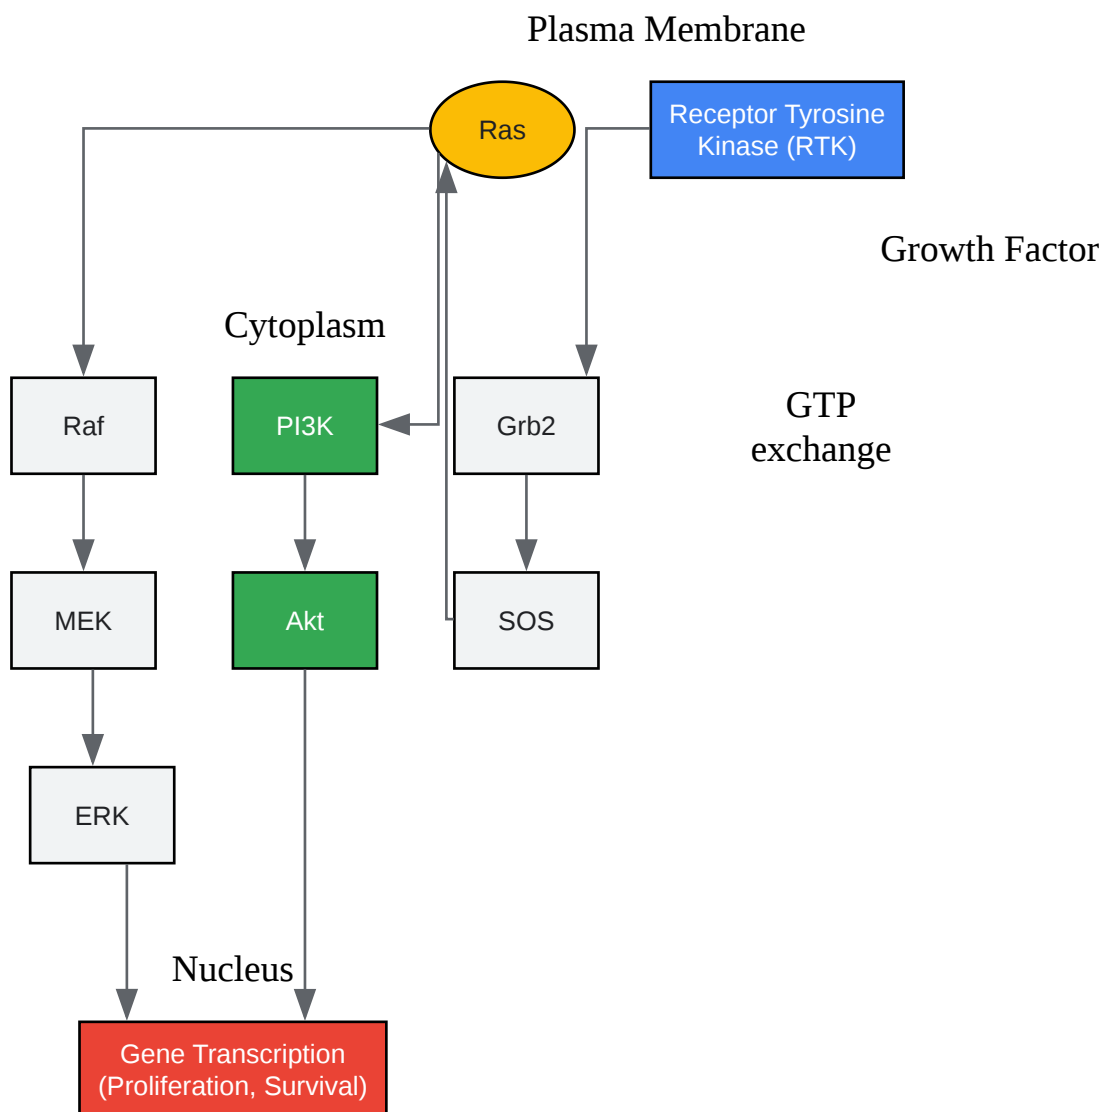 Plasma Membrane
Ras
Receptor Tyrosine
Kinase (RTK)
Growth Factor
Cytoplasm
Raf
PI3K
Grb2
GTP
exchange
MEK
Akt
SOS
ERK
Nucleus
Gene Transcription
(Proliferation, Survival)